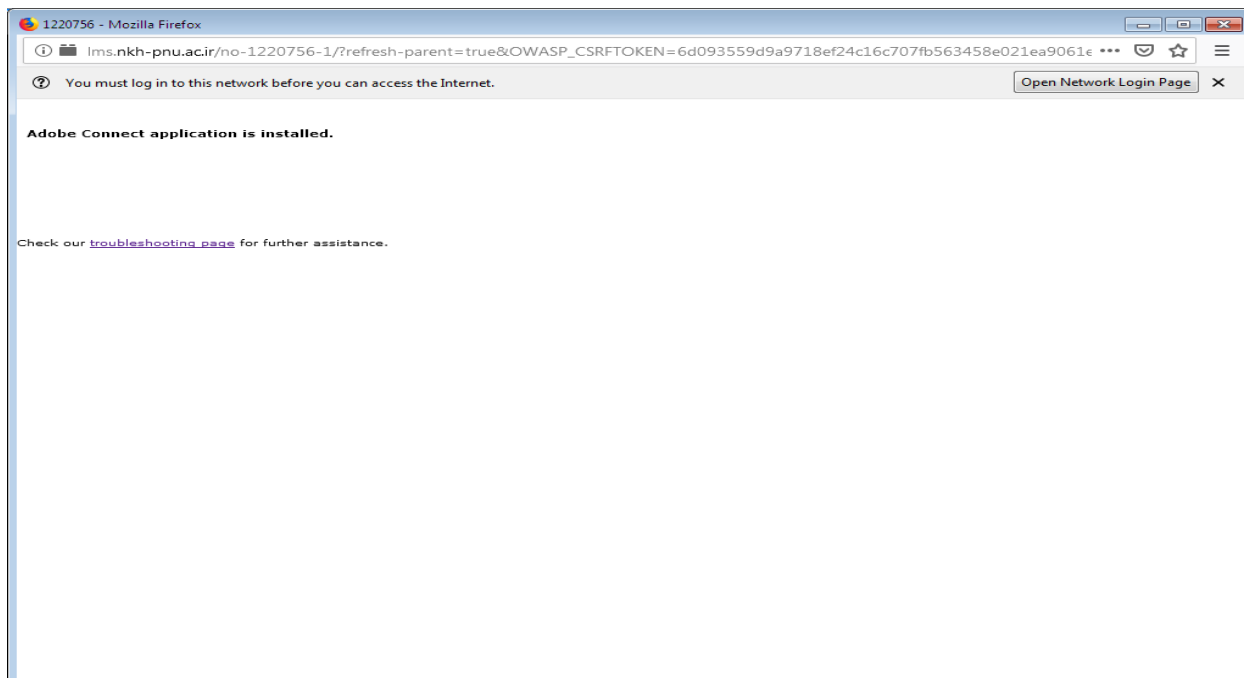 1220756 - Mozilla Firefox
lms.nkh-pnu.ac.ir/no-1220756-1/?refresh-parent=true&OWASP_CSRFTOKEN=6d093559d9a9718ef24c16c707fb563458e021ea9061e
You must log in to this network before you can access the Internet.
Open Network Login Page
Adobe Connect application is installed.
Check our troubleshooting page for further assistance.